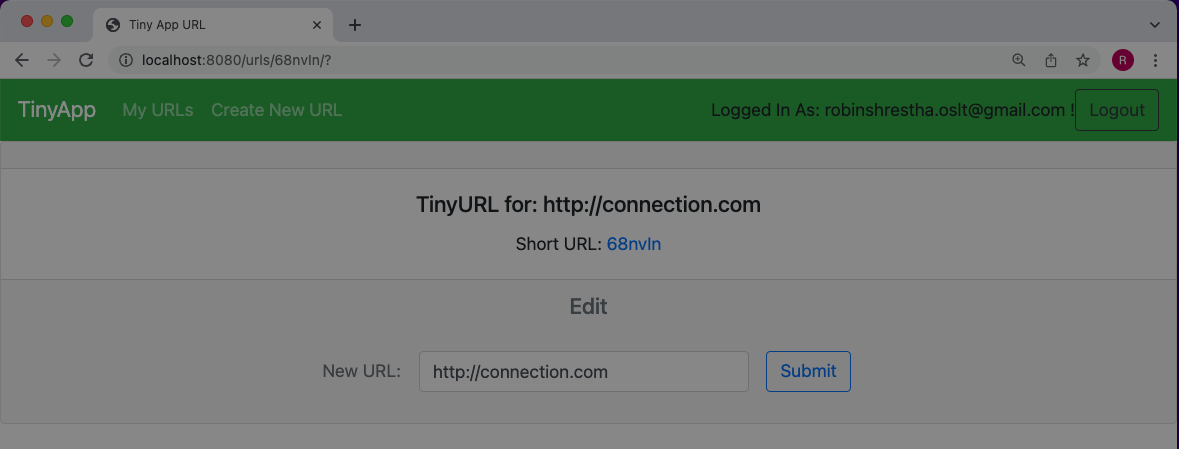 Tiny App URL
localhost:8080/urls/68nvln/?
R
TinyApp My URLs Create New URL Logged In As: robinshrestha.oslt@gmail.com ! Logout
TinyURL for: http://connection.com
Short URL: 68nvln
Edit
New URL: http://connection.com Submit